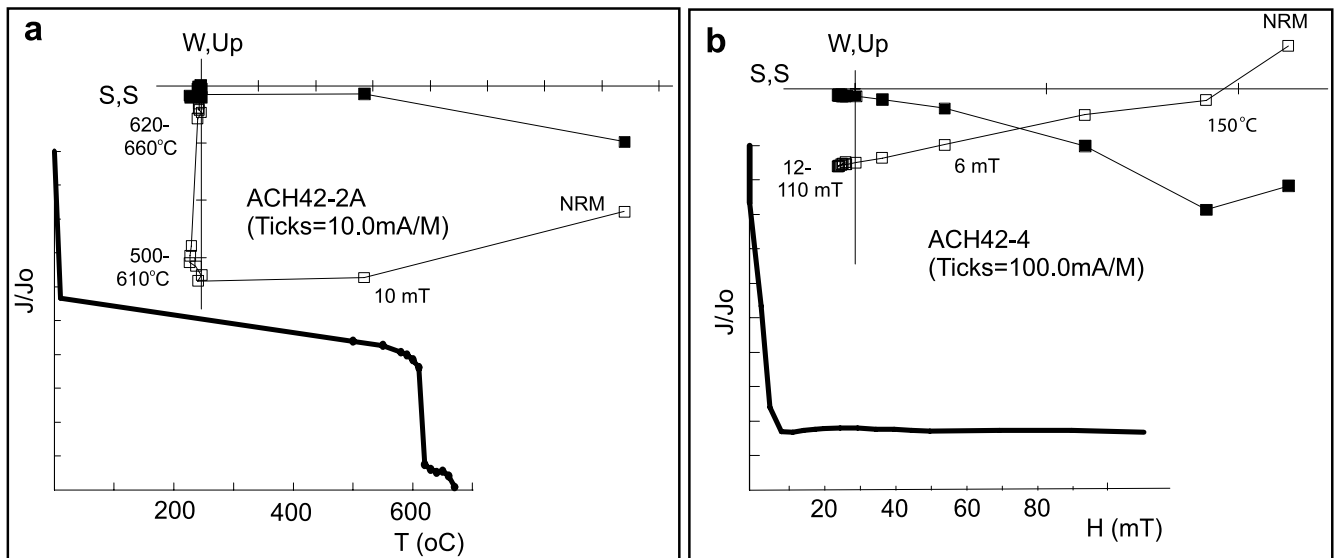 a
W,Up
S,S
620-
660°C
ACH42-2A
(Ticks=10.0mA/M)
NRM
500-
610°C
10 mT
J/Jo
200
400
600
T (oC)
b
NRM
W,Up
S,S
150°C
12-
110 mT
6 mT
ACH42-4
(Ticks=100.0mA/M)
J/Jo
20
40
60
80
H (mT)